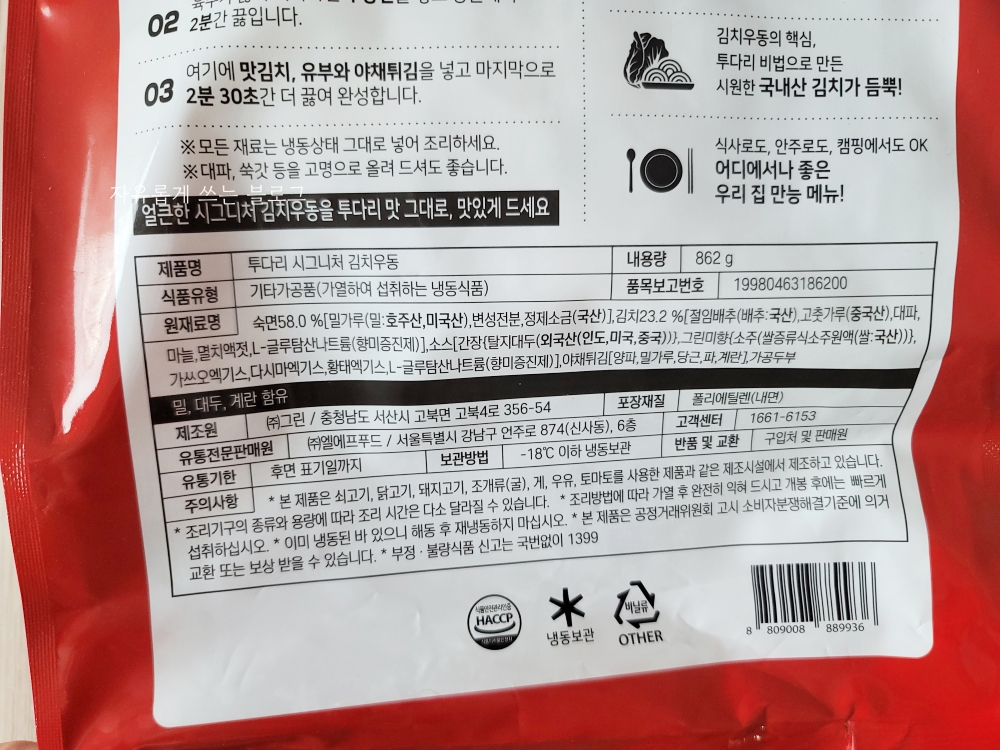 02
2분간 끓입니다.
03 여기에 맛김치, 유부와 야채튀김을 넣고 마지막으로
2분 30초간 더 끓여 완성합니다.
※모든 재료는 냉동상태 그대로 넣어 조리하세요.
※대파, 쑥갓 등을 고명으로 올려 드셔도 좋습니다.
자유롭게 쓰는 블로그
얼큰한 시그니처 김치우동을 투다리 맛 그대로, 맛있게 드세요
김치우동의 핵심,
투다리 비법으로 만든
시원한 국내산 김치가 듬뿍!
식사로도, 안주로도, 캠핑에서도 OK
어디에서나 좋은
우리 집 만능 메뉴!
제품명 투다리 시그니처 김치우동 내용량 862 g
식품유형 기타가공품(가열하여 섭취하는 냉동식품) 품목보고번호 19980463186200
원재료명 숙면58.0 %[밀가루(밀:호주산,미국산),변성전분,정제소금(국산)],김치23.2 %[절임배추(배추:국산),고춧가루(중국산),대파,
마늘,멸치액젓,L-글루탐산나트륨(향미증진제)],소스[간장{탈지대두(외국산(인도,미국,중국))},그린미향{소주(쌀증류식소주원액(쌀:국산))},
가쓰오엑기스,다시마엑기스,황태엑기스,L-글루탐산나트륨(향미증진제)],야채튀김[양파,밀가루,당근,파,계란],가공두부
밀, 대두, 계란 함유
제조원 ㈜그린 / 충청남도 서산시 고북면 고북4로 356-54 포장재질 폴리에틸렌(내면)
유통전문판매원 ㈜엘에프푸드 / 서울특별시 강남구 언주로 874(신사동), 6층 고객센터 1661-6153
유통기한 후면 표기일까지 보관방법 -18℃ 이하 냉동보관 반품 및 교환 구입처 및 판매원
주의사항 * 본 제품은 쇠고기, 닭고기, 돼지고기, 조개류(굴), 게, 우유, 토마토를 사용한 제품과 같은 제조시설에서 제조하고 있습니다.
* 조리기구의 종류와 용량에 따라 조리 시간은 다소 달라질 수 있습니다. * 조리방법에 따라 가열 후 완전히 익혀 드시고 개봉 후에는 빠르게
섭취하십시오. * 이미 냉동된 바 있으니 해동 후 재냉동하지 마십시오. * 본 제품은 공정거래위원회 고시 소비자분쟁해결기준에 의거
교환 또는 보상 받을 수 있습니다. * 부정 · 불량식품 신고는 국번없이 1399
HACCP
냉동보관
비닐류
OTHER
8 809008 889936